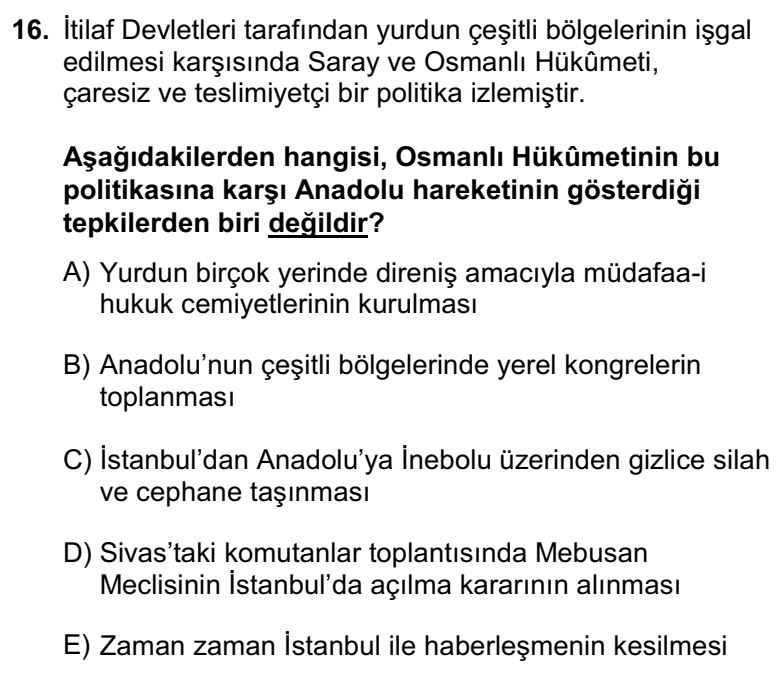 16. İtilaf Devletleri tarafından yurdun çeşitli bölgelerinin işgal
edilmesi karşısında Saray ve Osmanlı Hükûmeti,
çaresiz ve teslimiyetçi bir politika izlemiştir.
Aşağıdakilerden hangisi, Osmanlı Hükûmetinin bu
politikasına karşı Anadolu hareketinin gösterdiği
tepkilerden biri değildir?
A) Yurdun birçok yerinde direniş amacıyla müdafaa-i
hukuk cemiyetlerinin kurulması
B) Anadolu’nun çeşitli bölgelerinde yerel kongrelerin
toplanması
C) İstanbul’dan Anadolu’ya İnebolu üzerinden gizlice silah
ve cephane taşınması
D) Sivas’taki komutanlar toplantısında Mebusan
Meclisinin İstanbul’da açılma kararının alınması
E) Zaman zaman İstanbul ile haberleşmenin kesilmesi